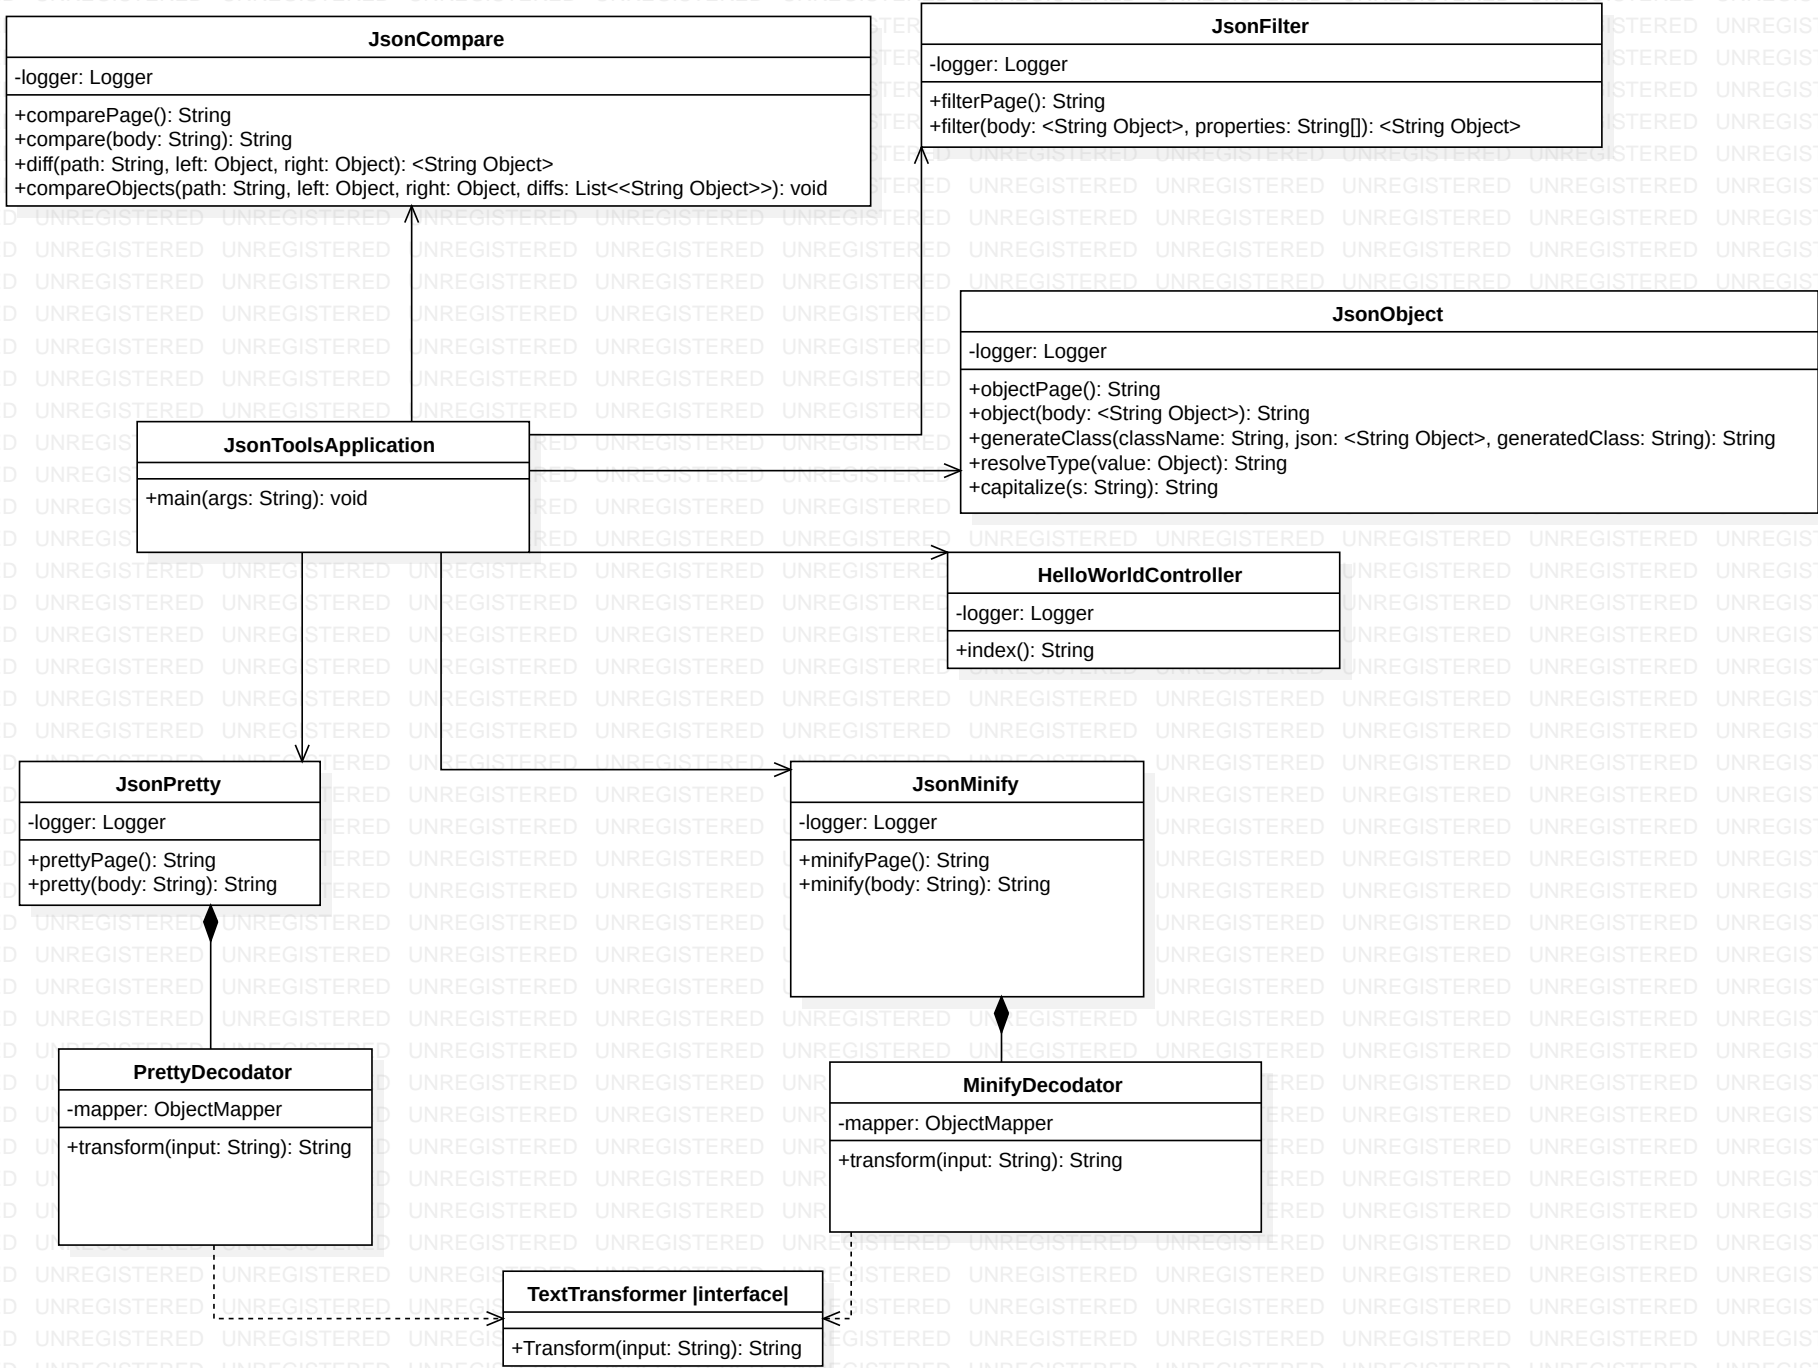 JsonCompare
-logger: Logger
+comparePage(): String
+compare(body: String): String
+diff(path: String, left: Object, right: Object): <String Object>
+compareObjects(path: String, left: Object, right: Object, diffs: List<<String Object>>): void
JsonFilter
-logger: Logger
+filterPage(): String
+filter(body: <String Object>, properties: String[]): <String Object>
JsonObject
-logger: Logger
+objectPage(): String
+object(body: <String Object>): String
+generateClass(className: String, json: <String Object>, generatedClass: String): String
+resolveType(value: Object): String
+capitalize(s: String): String
JsonToolsApplication
+main(args: String): void
HelloWorldController
-logger: Logger
+index(): String
JsonPretty
-logger: Logger
+prettyPage(): String
+pretty(body: String): String
JsonMinify
-logger: Logger
+minifyPage(): String
+minify(body: String): String
PrettyDecodator
-mapper: ObjectMapper
+transform(input: String): String
MinifyDecodator
-mapper: ObjectMapper
+transform(input: String): String
TextTransformer |interface|
+Transform(input: String): String